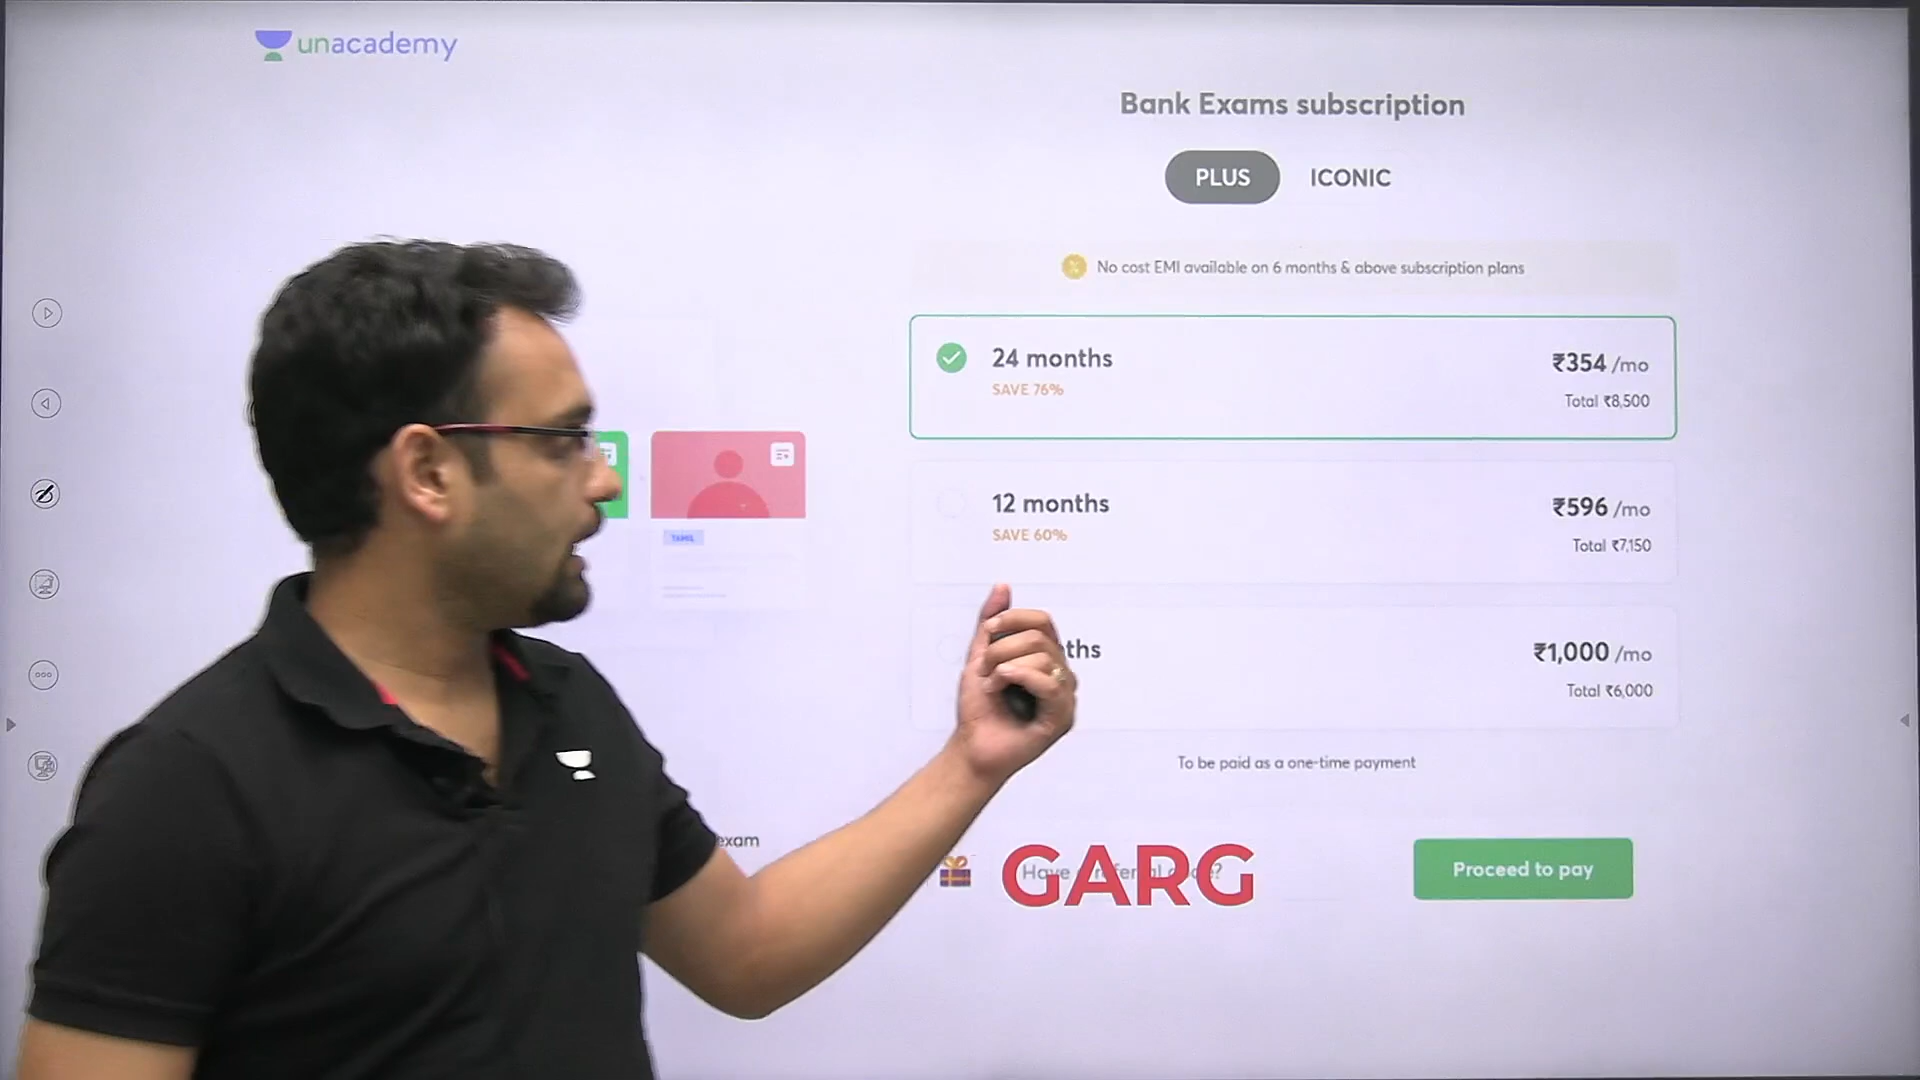 unacademy
Bank Exams subscription
PLUS ICONIC
No cost EMI available on 6 months & above subscription plans
24 months
SAVE 76%
₹354 /mo
Total ₹8,500
12 months
SAVE 60%
₹596 /mo
Total ₹7,150
ths
₹1,000 /mo
Total ₹6,000
TAMIL
To be paid as a one-time payment
exam
GARG
Proceed to pay